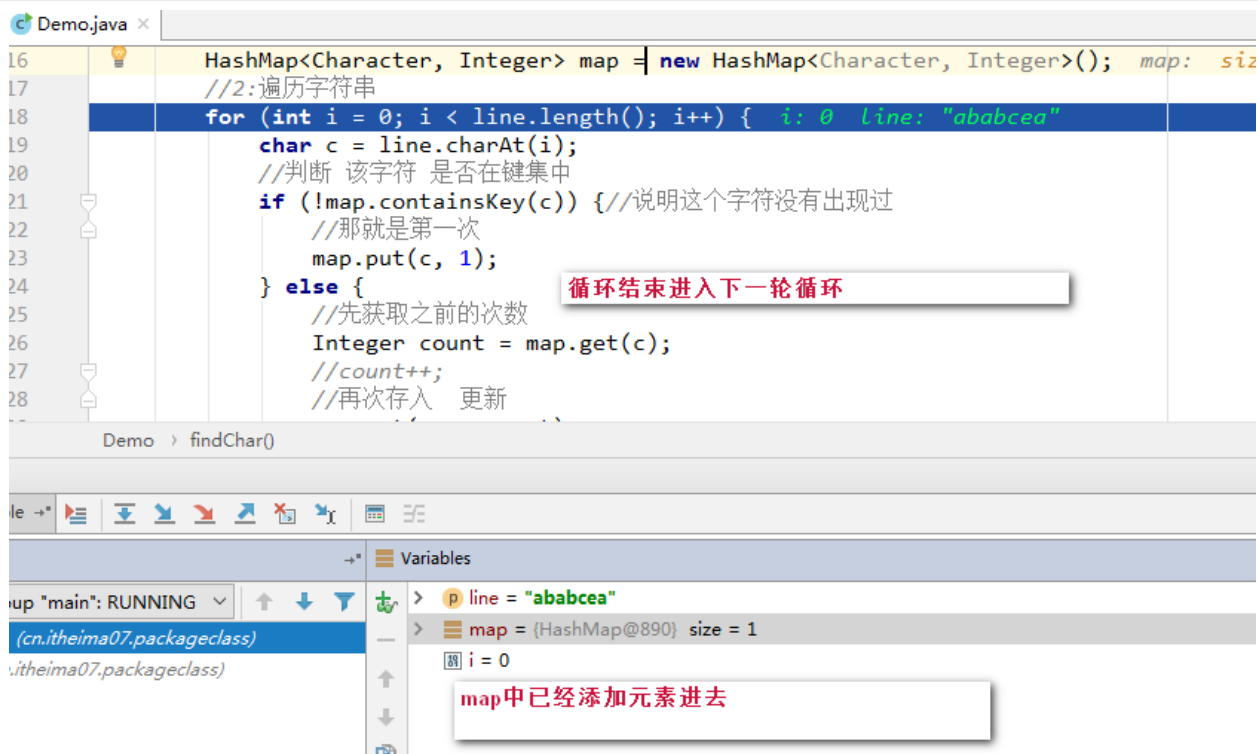 Demo.java ×
16 HashMap<Character, Integer> map = new HashMap<Character, Integer>(); map:
17 //2:遍历字符串
18 for (int i = 0; i < line.length(); i++) { i: 0 line: "ababcea"
19 char c = line.charAt(i);
20 //判断 该字符 是否在键集中
21 if (!map.containsKey(c)) {//说明这个字符没有出现过
22 //那就是第一次
23 map.put(c, 1);
24 } else {
循环结束进入下一轮循环
25 //先获取之前的次数
26 Integer count = map.get(c);
27 //count++;
28 //再次存入 更新
Demo › findChar()
Variables
"main": RUNNING
line = "ababcea"
(cn.itheima07.packageclass)
map = {HashMap@890} size = 1
.itheima07.packageclass)
i = 0
map中已经添加元素进去